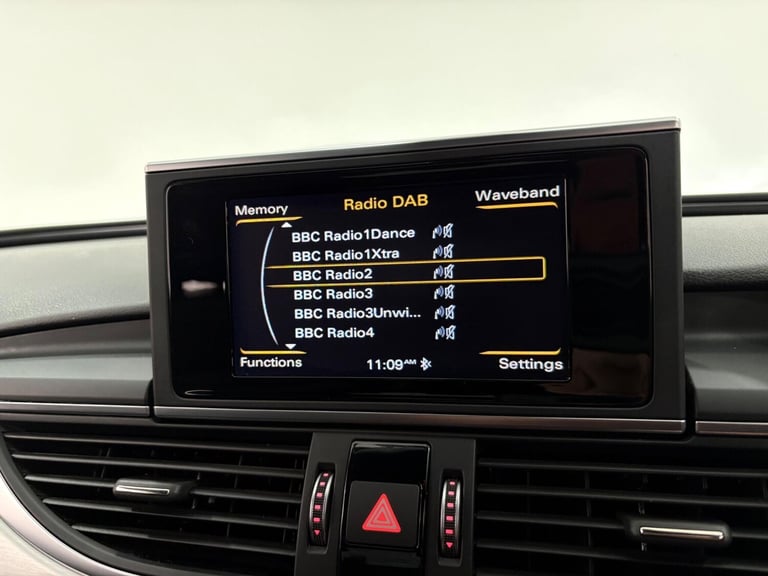 Memory
Radio DAB
Waveband
BBC Radio1Dance
BBC Radio1Xtra
BBC Radio2
BBC Radio3
BBC Radio3Unwi...
BBC Radio4
Functions
11:09AM
Settings